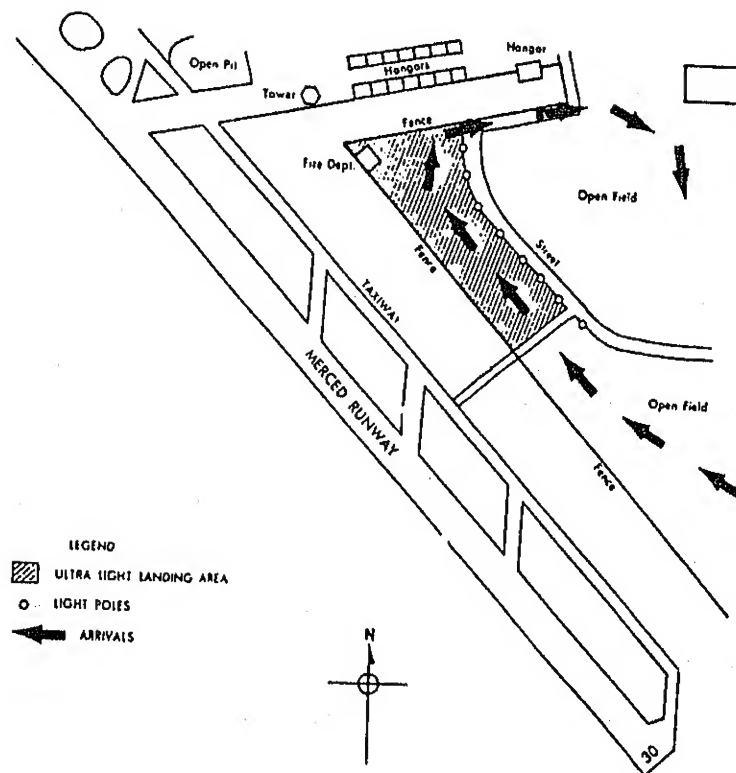 Hangar
Open Pit
Hangars
Tower
Fence
Fire Dept.
Open Field
Street
Fence
TAXIWAY
MERCED RUNWAY
Open Field
Fence
LEGEND
ULTRA LIGHT LANDING AREA
LIGHT POLES
ARRIVALS
N
30